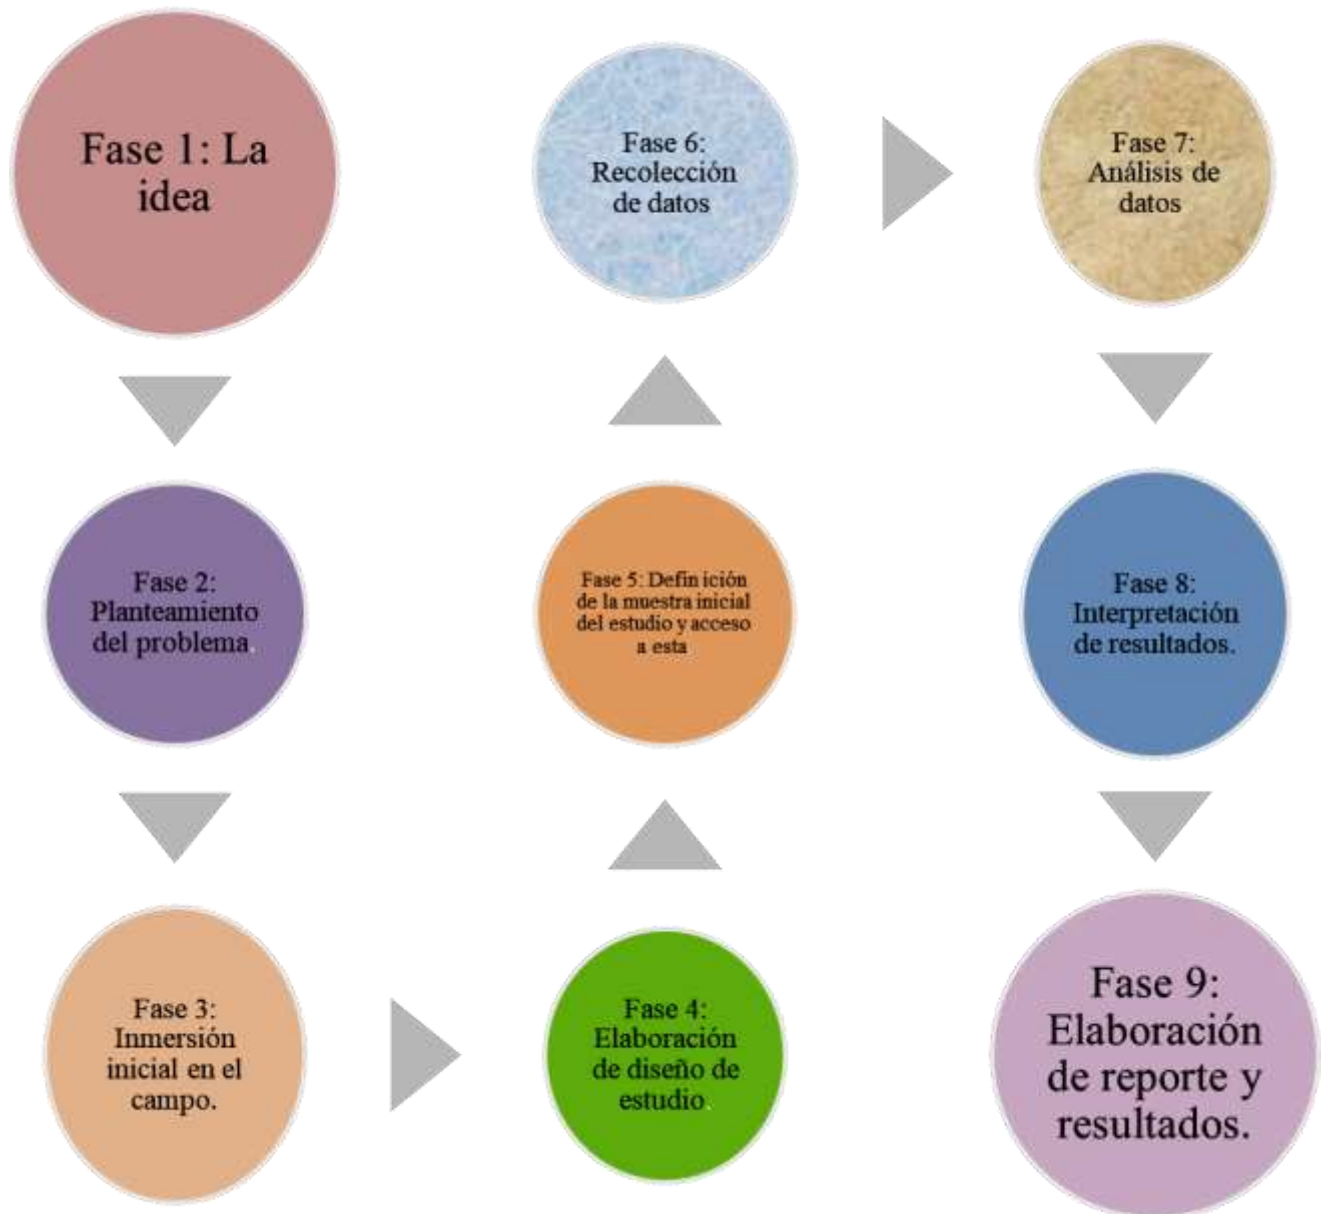 Fase 1: La
idea
Fase 2:
Planteamiento
del problema.
Fase 3:
Inmersión
inicial en el
campo.
Fase 4:
Elaboración
de diseño de
estudio.
Fase 5: Definición
de la muestra inicial
del estudio y acceso
a esta
Fase 6:
Recolección
de datos
Fase 7:
Análisis de
datos
Fase 8:
Interpretación
de resultados.
Fase 9:
Elaboración
de reporte y
resultados.